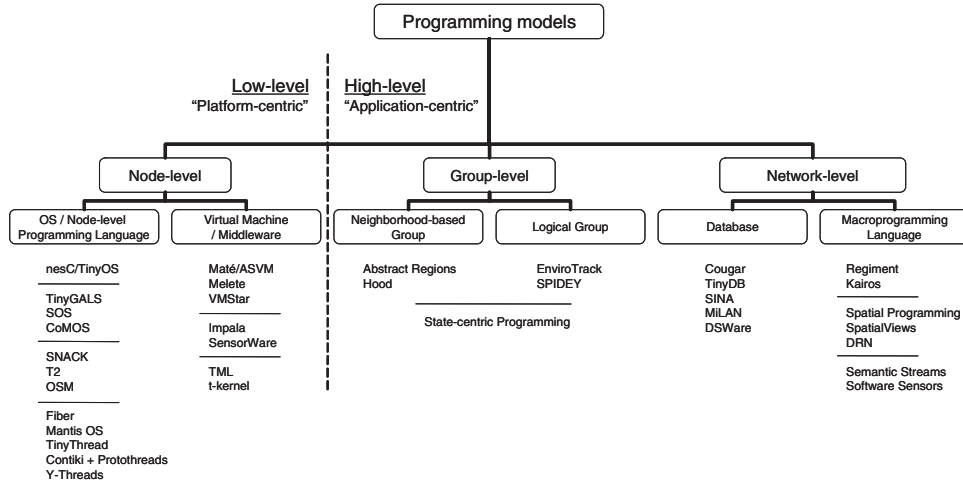 Programming models
Low-level
"Platform-centric"
High-level
"Application-centric"
Node-level
Group-level
Network-level
OS / Node-level
Programming Language
Virtual Machine
/ Middleware
Neighborhood-based
Group
Logical Group
Database
Macroprogramming
Language
nesC/TinyOS
TinyGALS
SOS
CoMOS
SNACK
T2
OSM
Fiber
Mantis OS
TinyThread
Contiki + Protothreads
Y-Threads
Maté/ASVM
Melete
VMStar
Impala
SensorWare
TML
t-kernel
Abstract Regions
Hood
EnviroTrack
SPIDEY
State-centric Programming
Cougar
TinyDB
SINA
MiLAN
DSWare
Regiment
Kairos
Spatial Programming
SpatialViews
DRN
Semantic Streams
Software Sensors